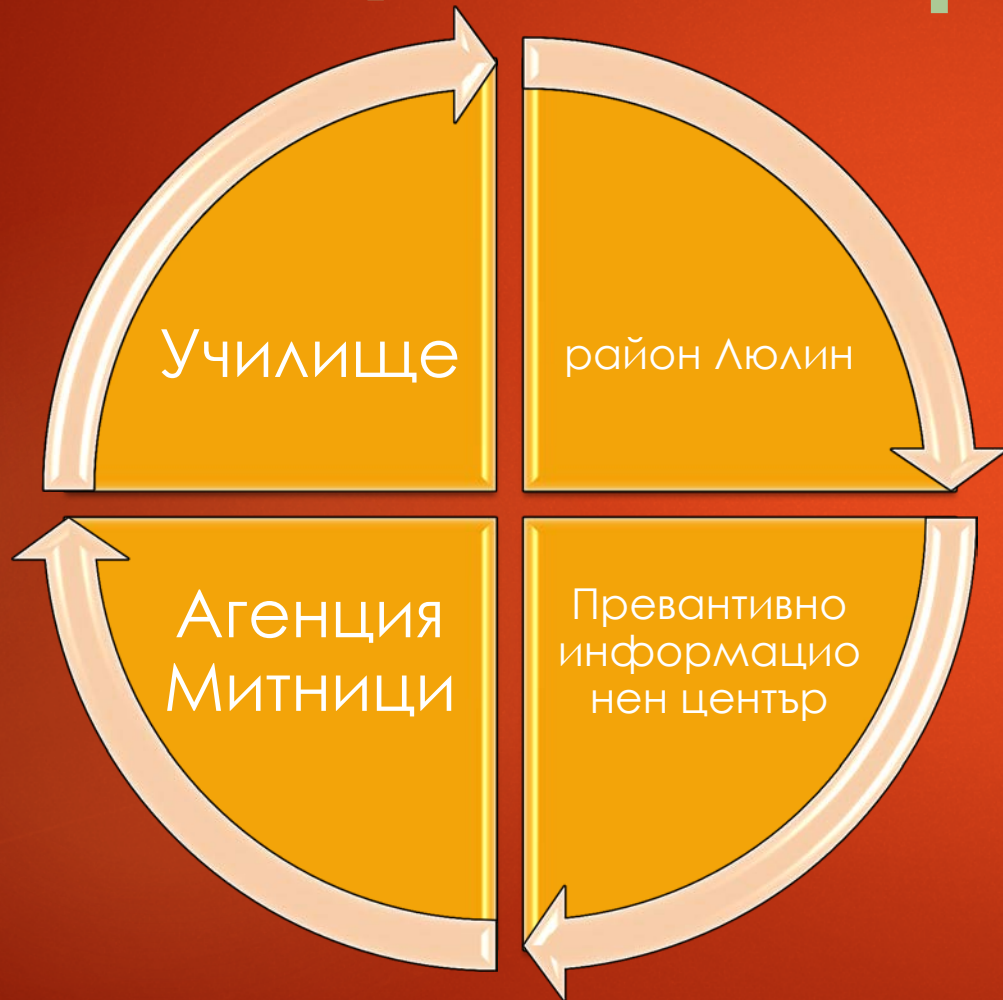 Училище
район Люлин
Агенция
Митници
Превантивно
информацио
нен център